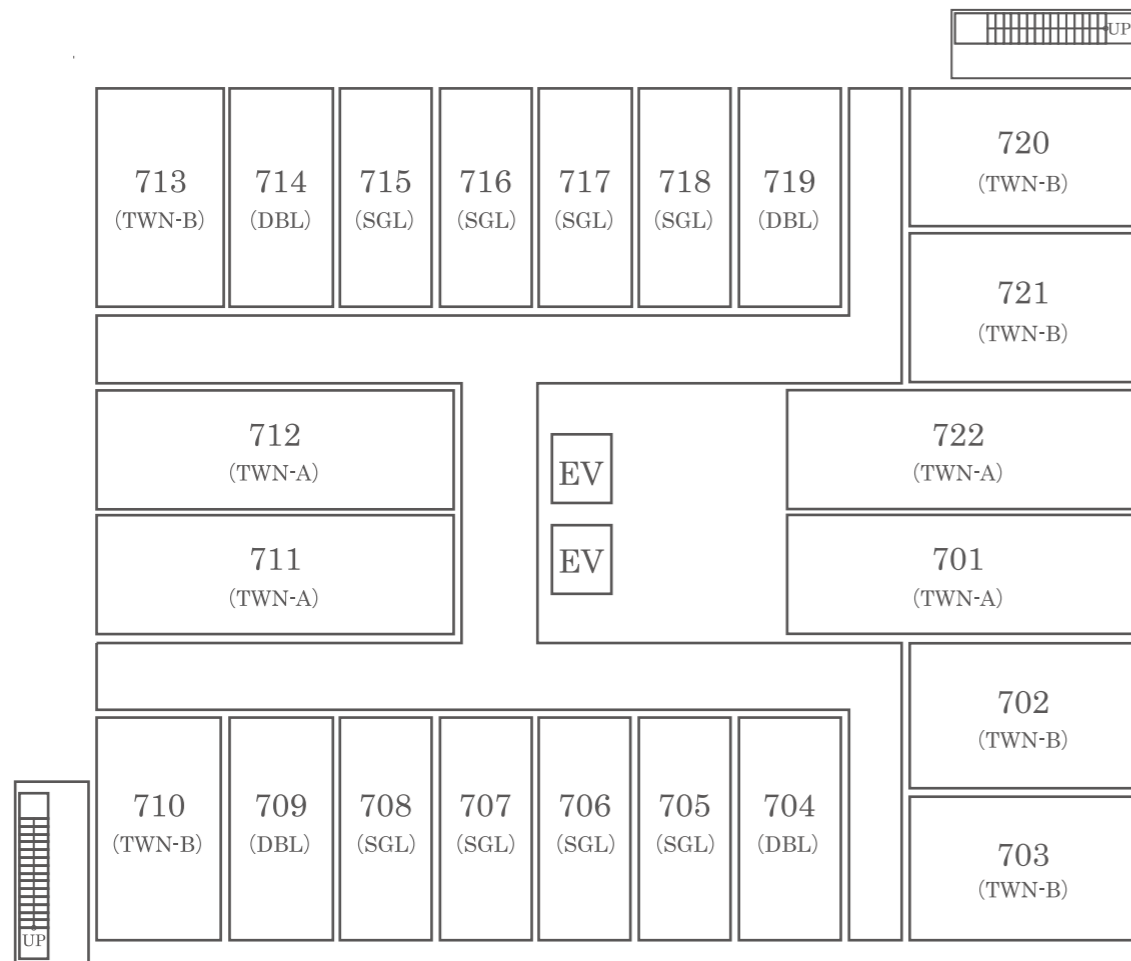 UP
713
(TWN-B)
714
(DBL)
715
(SGL)
716
(SGL)
717
(SGL)
718
(SGL)
719
(DBL)
720
(TWN-B)
721
(TWN-B)
712
(TWN-A)
EV
722
(TWN-A)
711
(TWN-A)
EV
701
(TWN-A)
702
(TWN-B)
710
(TWN-B)
709
(DBL)
708
(SGL)
707
(SGL)
706
(SGL)
705
(SGL)
704
(DBL)
703
(TWN-B)
UP